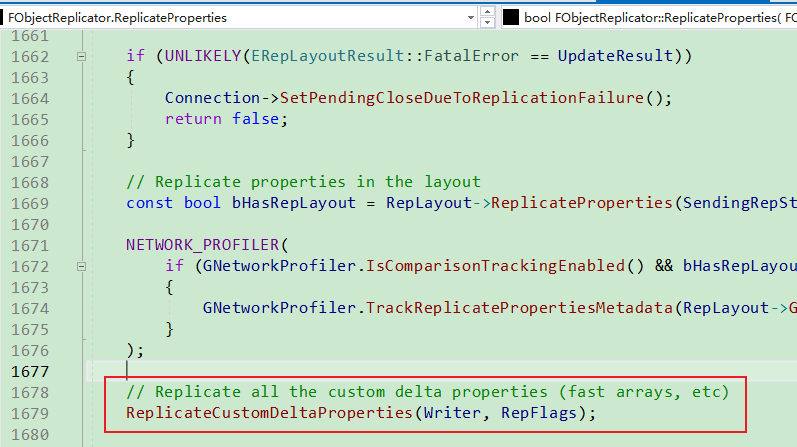 FObjectReplicator.ReplicateProperties
bool FObjectReplicator::ReplicateProperties( FO
1661
1662 if (UNLIKELY(ERepLayoutResult::FatalError == UpdateResult))
1663 {
1664 Connection->SetPendingCloseDueToReplicationFailure();
1665 return false;
1666 }
1667
1668 // Replicate properties in the layout
1669 const bool bHasRepLayout = RepLayout->ReplicateProperties(SendingRepSt
1670
1671 NETWORK_PROFILER(
1672 if (GNetworkProfiler.IsComparisonTrackingEnabled() && bHasRepLayou
1673 {
1674 GNetworkProfiler.TrackReplicatePropertiesMetadata(RepLayout->G
1675 }
1676 );
1677
1678 // Replicate all the custom delta properties (fast arrays, etc)
1679 ReplicateCustomDeltaProperties(Writer, RepFlags);
1680